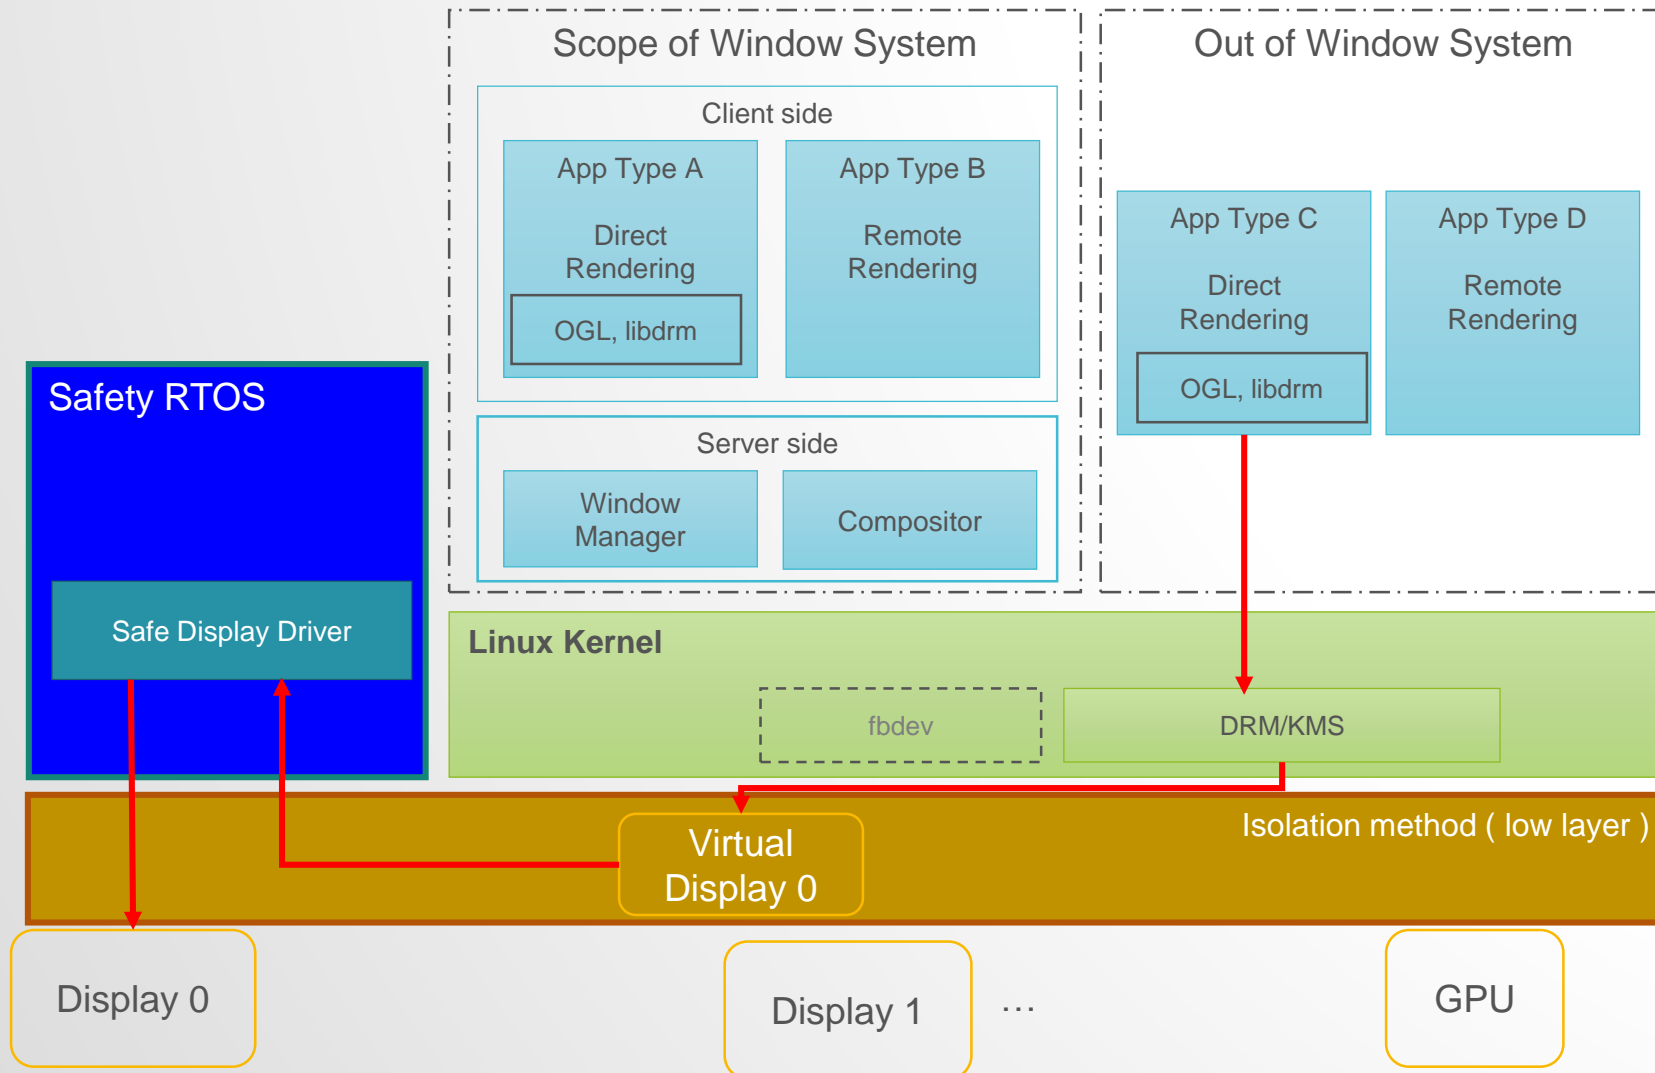 Scope of Window System
Out of Window System
Client side
App Type A
Direct
Rendering
OGL, libdrm
App Type B
Remote
Rendering
App Type C
Direct
Rendering
OGL, libdrm
App Type D
Remote
Rendering
Safety RTOS
Safe Display Driver
Server side
Window
Manager
Compositor
Linux Kernel
fbdev
DRM/KMS
Isolation method ( low layer )
Virtual
Display 0
Display 0
Display 1
...
GPU